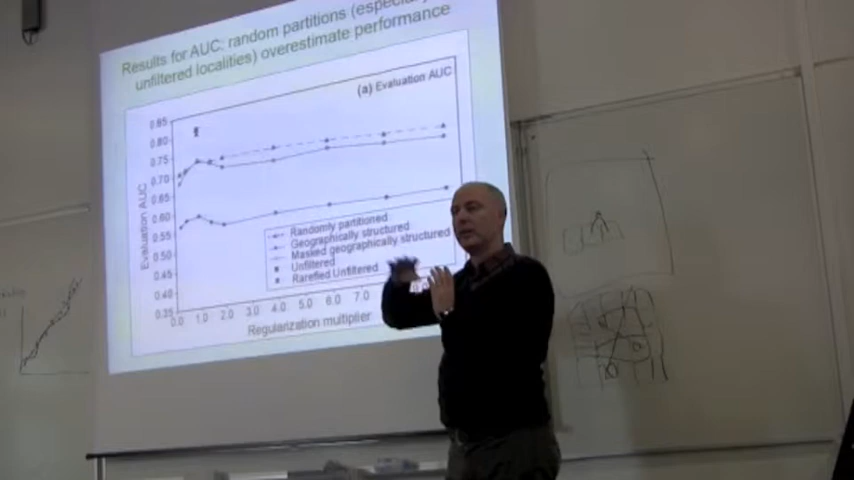 Results for AUC: random partitions (especially
unfiltered localities) overestimate performance
(a) Evaluation AUC
0.85
0.80
0.75
0.70
0.65
0.60
0.55
0.50
0.45
0.40
0.35
Evaluation AUC
0.0 1.0 2.0 3.0 4.0 5.0 6.0 7.0
Regularization multiplier
Randomly partitioned
Geographically structured
Masked geographically structured
Unfiltered
Rarefied Unfiltered